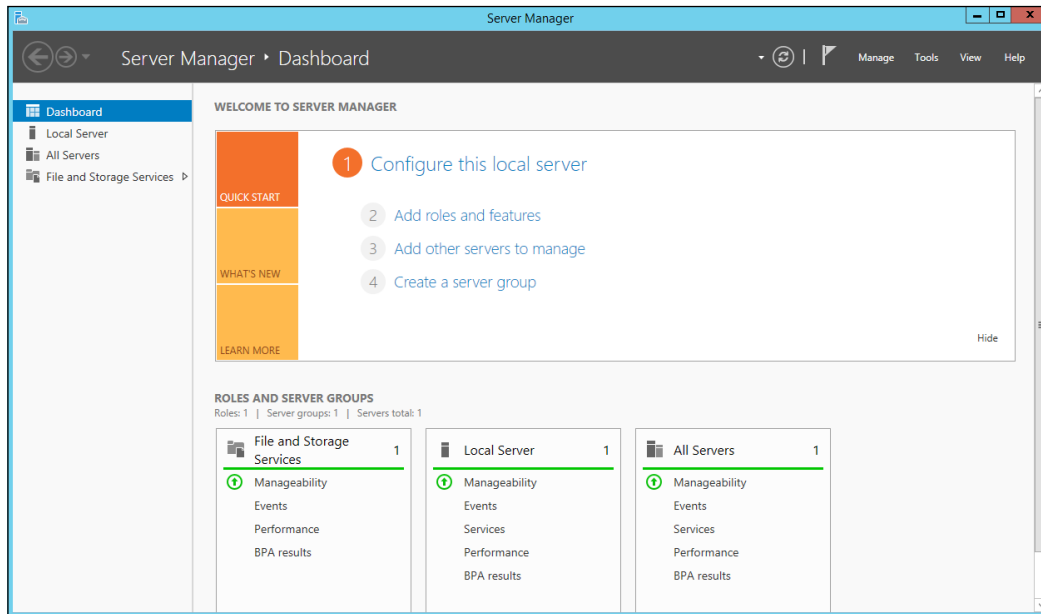 Server Manager
Server Manager ‣ Dashboard
Manage Tools View Help
Dashboard
Local Server
All Servers
File and Storage Services
WELCOME TO SERVER MANAGER
QUICK START
WHAT'S NEW
LEARN MORE
1 Configure this local server
2 Add roles and features
3 Add other servers to manage
4 Create a server group
Hide
ROLES AND SERVER GROUPS
Roles: 1 | Server groups: 1 | Servers total: 1
File and Storage
Services 1
Manageability
Events
Performance
BPA results
Local Server 1
Manageability
Events
Services
Performance
BPA results
All Servers 1
Manageability
Events
Services
Performance
BPA results